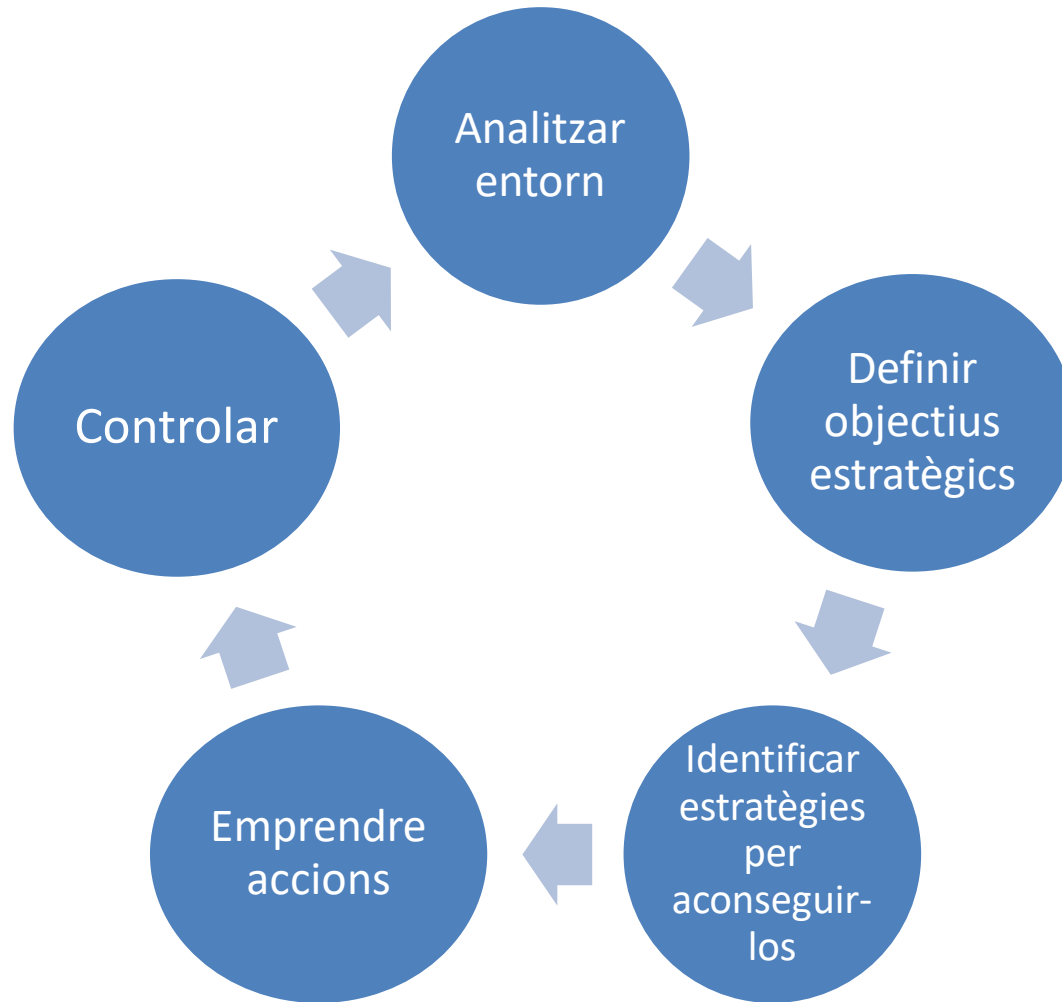 Analitzar
entorn
Definir
objectius
estratègics
Identificar
estratègies
per
aconseguir-
los
Emprendre
accions
Controlar